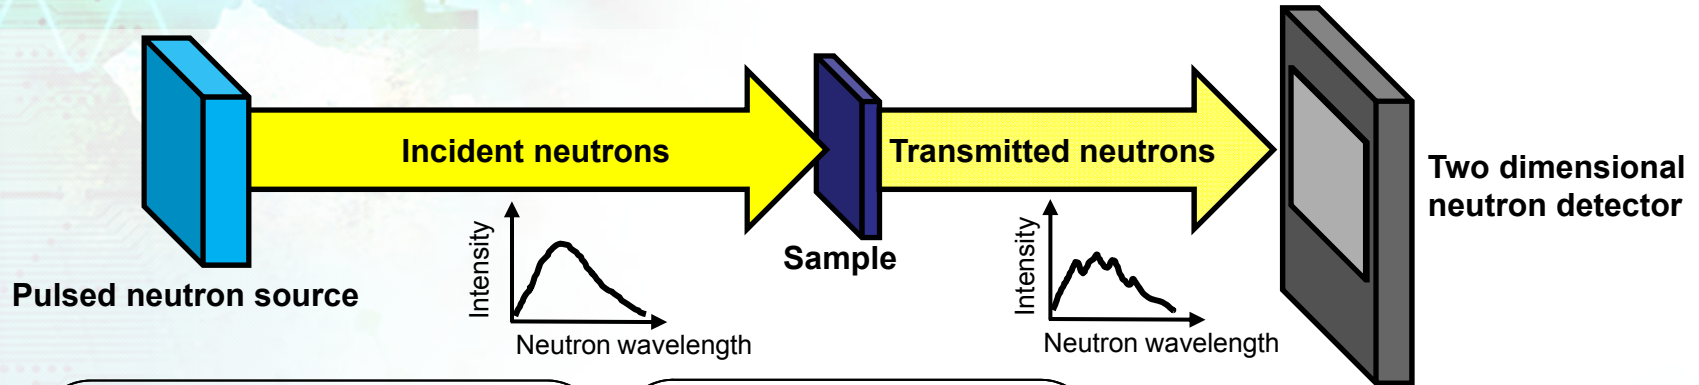 Incident neutrons
Transmitted neutrons
Two dimensional
neutron detector
Pulsed neutron source
Sample
Intensity
Neutron wavelength
Intensity
Neutron wavelength